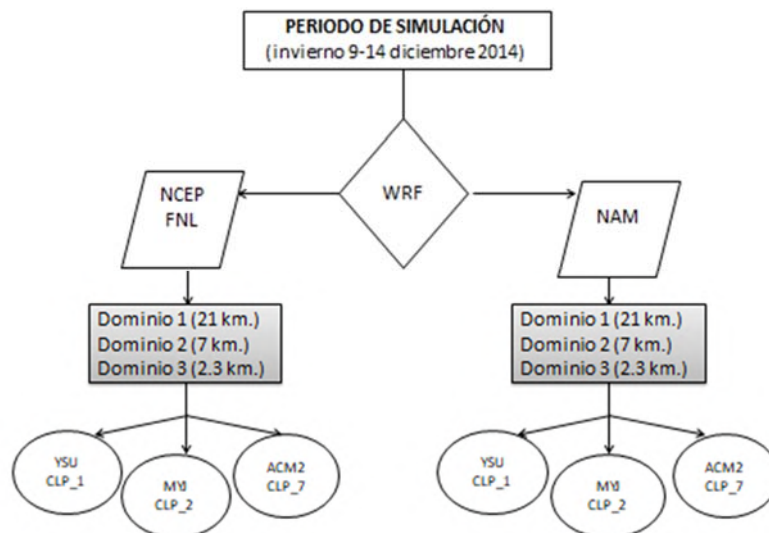 PERIODO DE SIMULACIÓN
(invierno 9-14 diciembre 2014)
WRF
NCEP
FNL
NAM
Dominio 1 (21 km.)
Dominio 2 (7 km.)
Dominio 3 (2.3 km.)
Dominio 1 (21 km.)
Dominio 2 (7 km.)
Dominio 3 (2.3 km.)
YSU
CLP_1
MYJ
CLP_2
ACM2
CLP_7
YSU
CLP_1
MYJ
CLP_2
ACM2
CLP_7